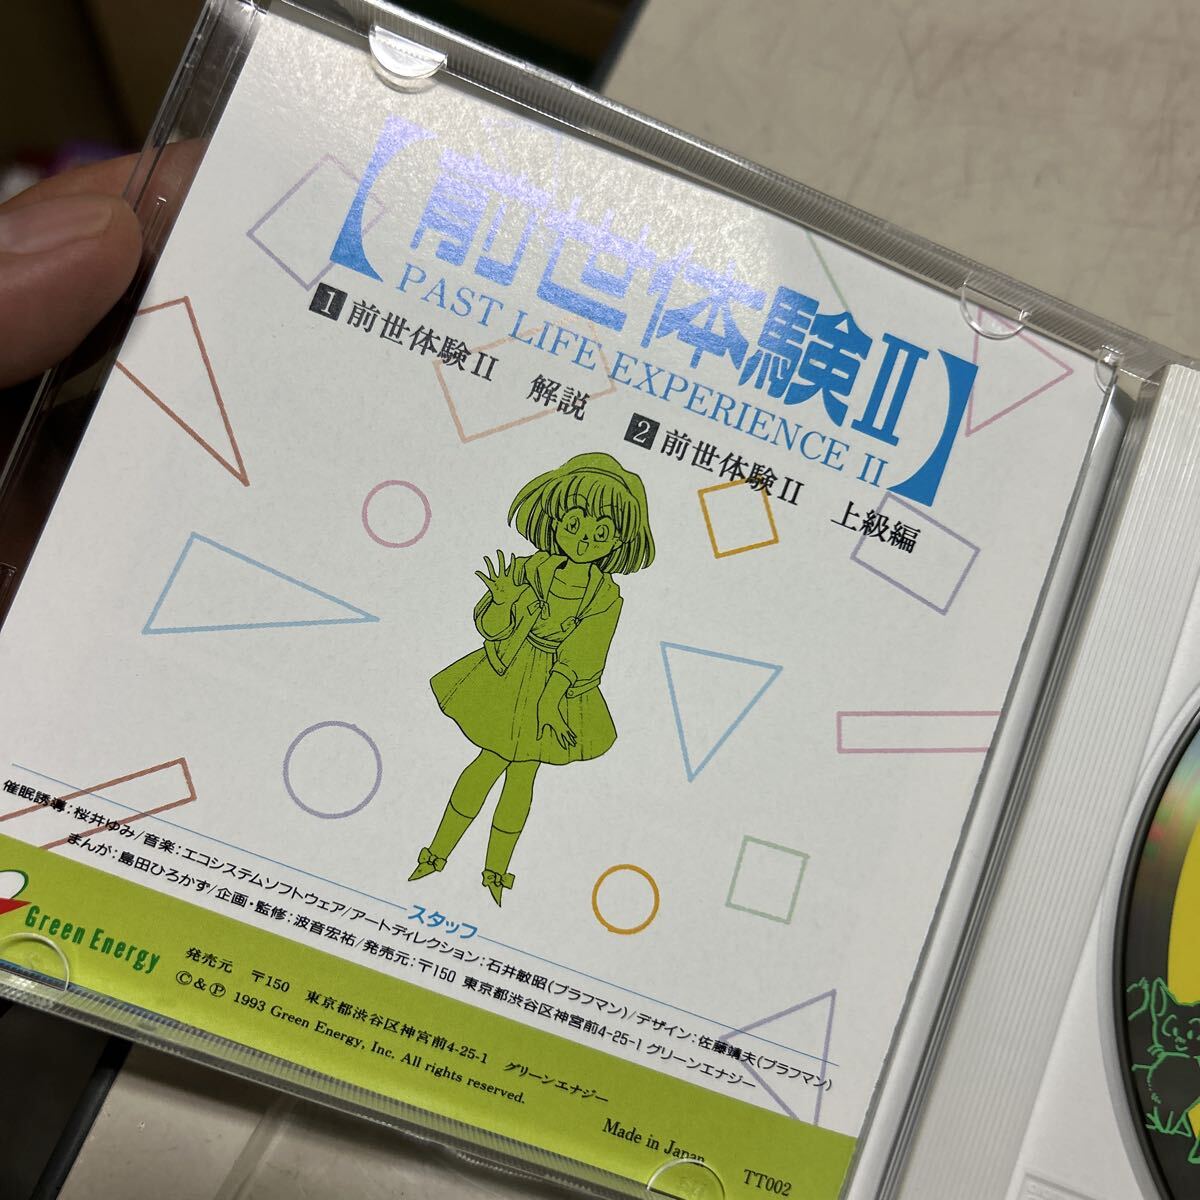 【前世体験II】
PAST LIFE EXPERIENCE II
1 前世体験II 解説 2 前世体験II 上級編
スタッフ
催眠誘導:桜井ゆみ/音楽:エコシステムソフトウェア/アートディレクション:石井敏昭(ブラフマン)/デザイン:佐藤靖夫(ブラフマン)
まんが:島田ひろかず/企画・監修:波音宏祐/発売元:〒150 東京都渋谷区神宮前4-25-1グリーンエナジー
Green Energy
発売元 〒150 東京都渋谷区神宮前4-25-1 グリーンエナジー
Ⓒ&Ⓟ 1993 Green Energy, Inc. All rights reserved.
Made in Japan TT002